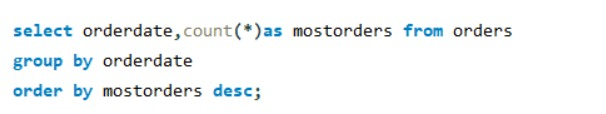 select orderdate,count(*)as mostorders from orders
group by orderdate
order by mostorders desc;